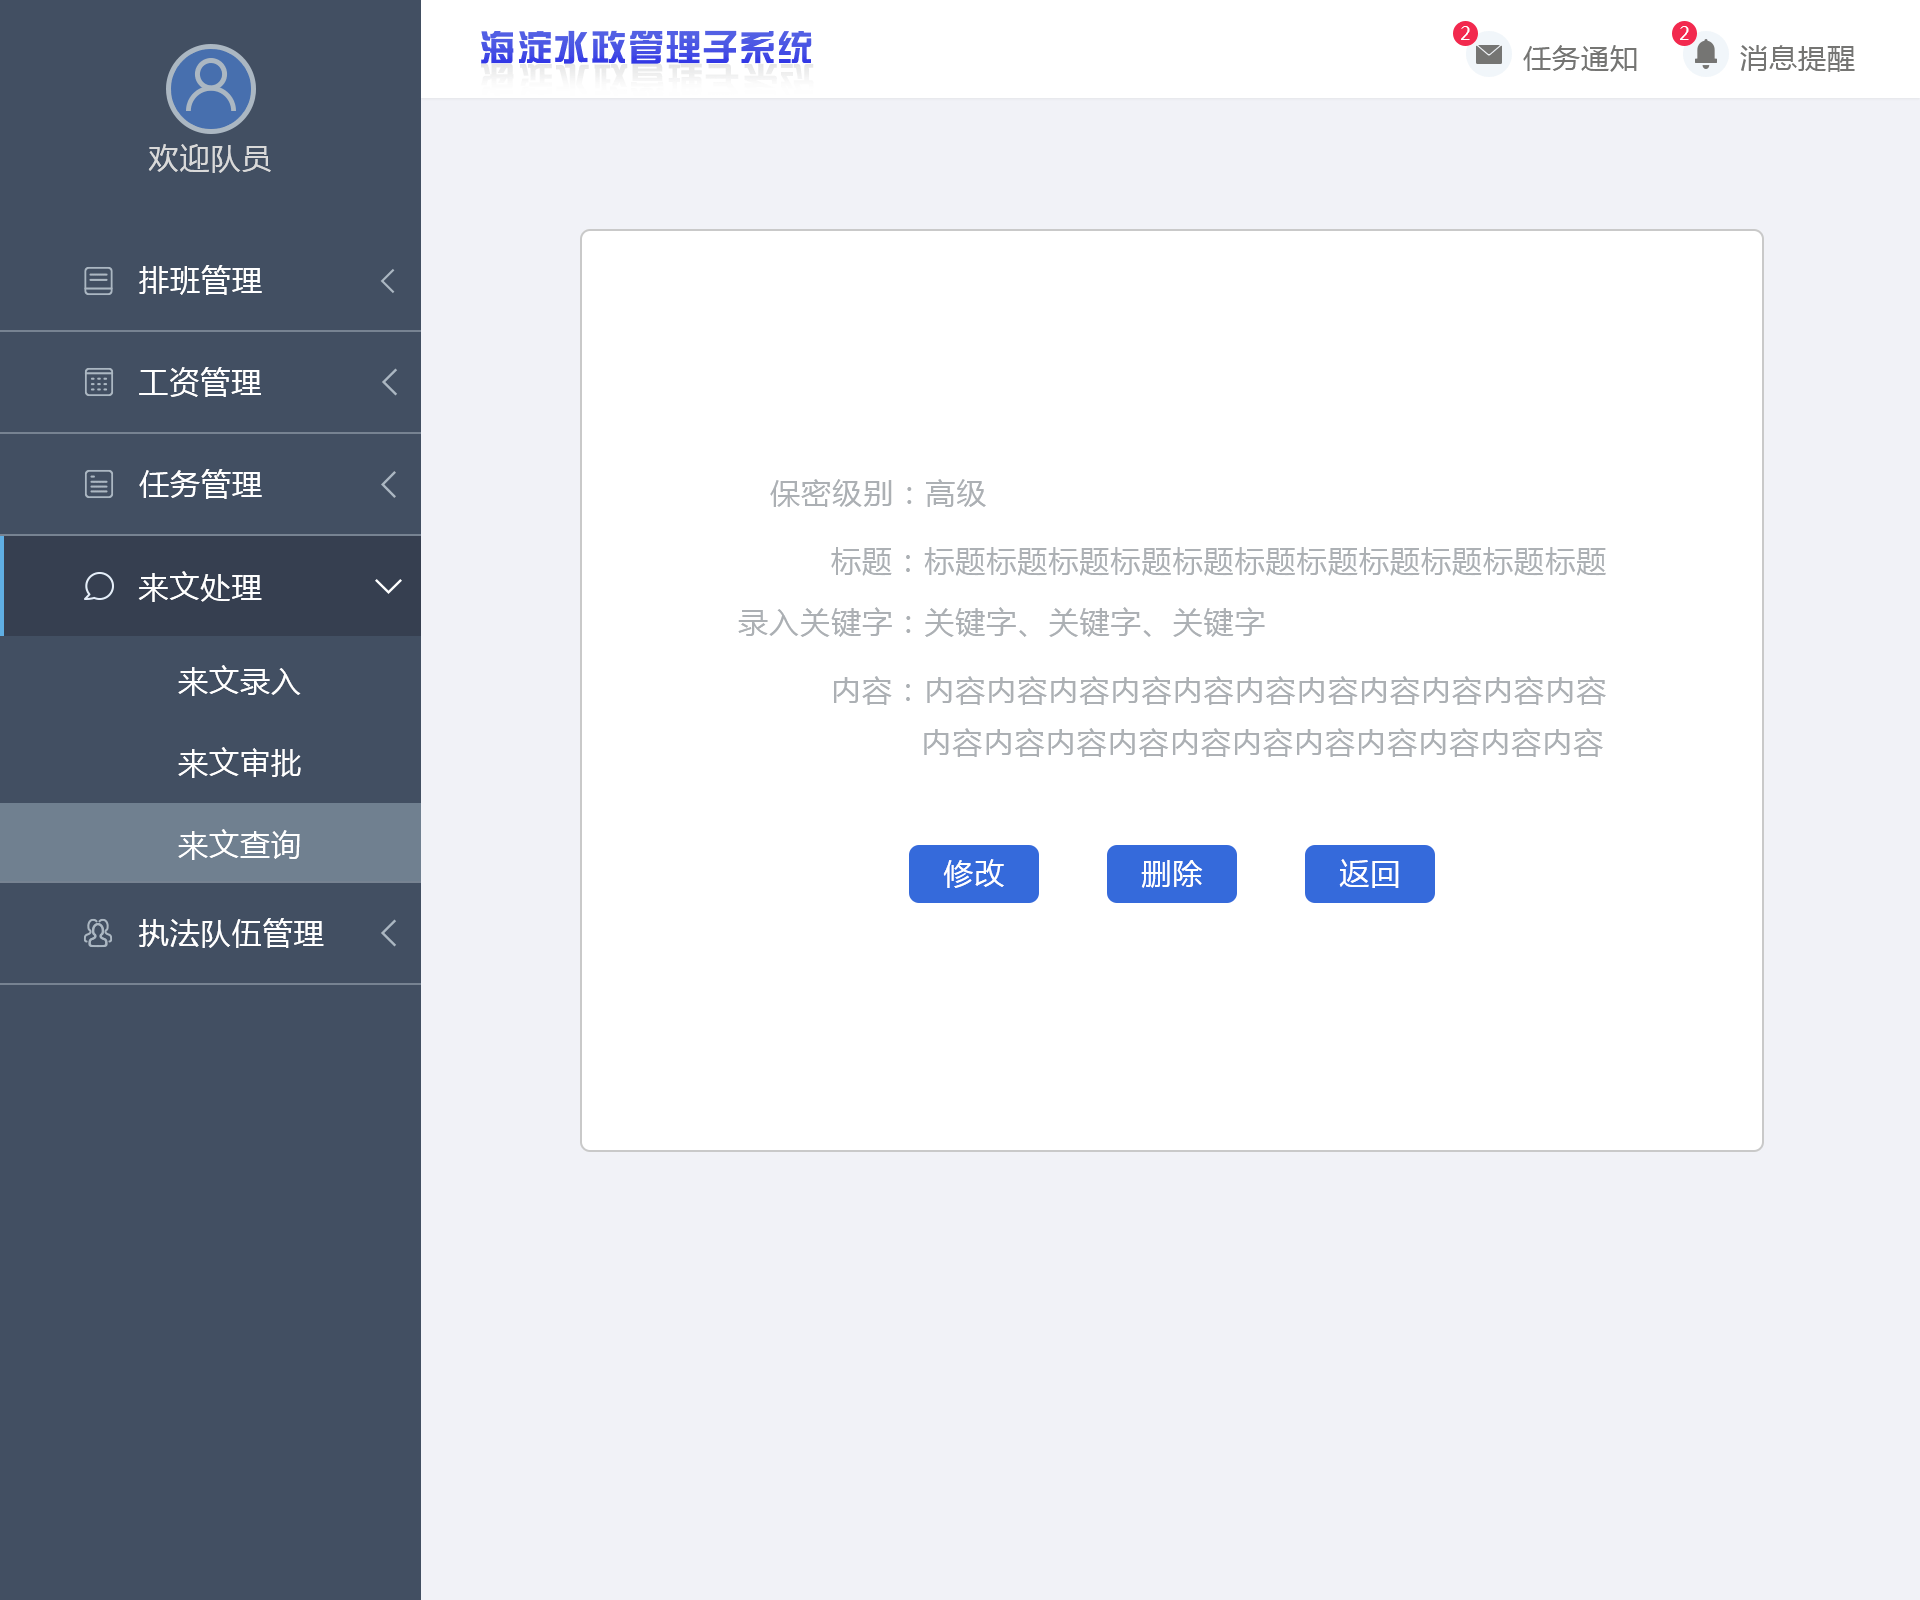 海淀水政管理子系统
2
任务通知
2
消息提醒
欢迎队员
排班管理
工资管理
任务管理
来文处理
来文录入
来文审批
来文查询
执法队伍管理
保密级别：高级
标题：标题标题标题标题标题标题标题标题标题标题标题
录入关键字：关键字、关键字、关键字
内容：内容内容内容内容内容内容内容内容内容内容内容
内容内容内容内容内容内容内容内容内容内容内容
修改
删除
返回